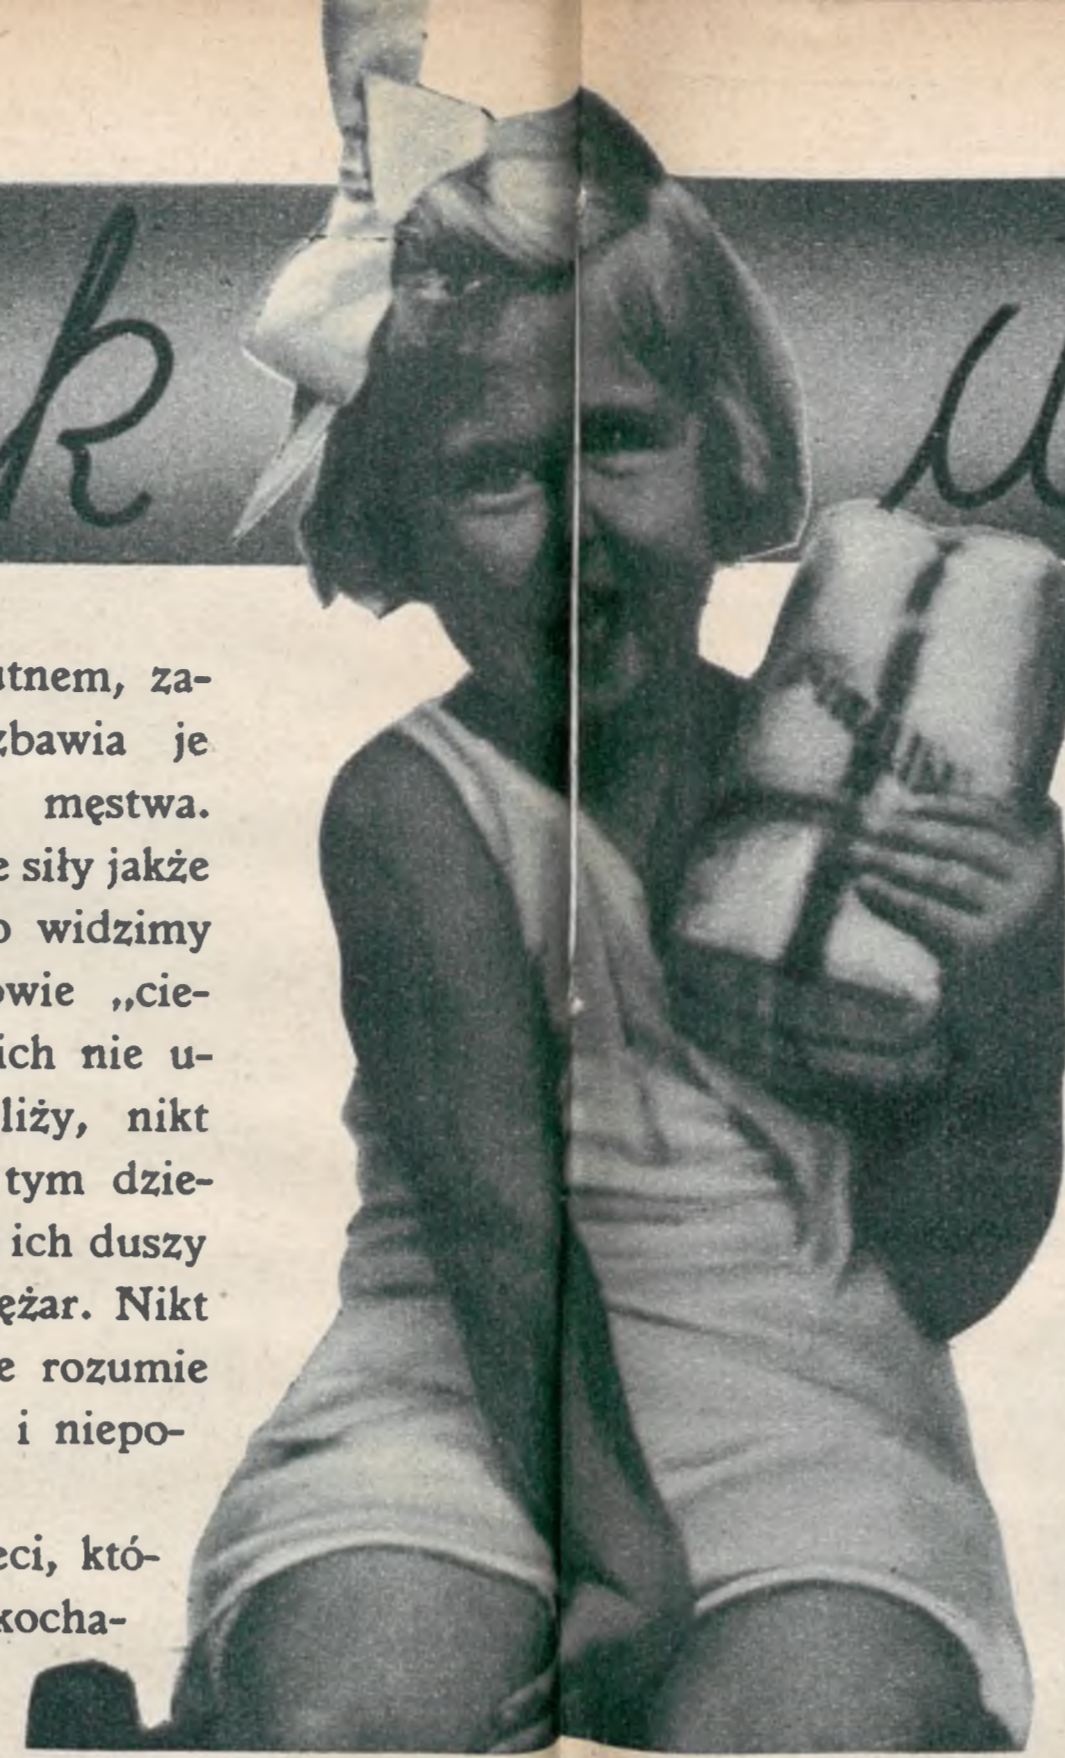 k u
utnem, za-
zbawia je
męstwa.
e siły jakże
o widzimy
owie „cie-
ich nie u-
liży, nikt
tym dzie-
ich duszy
ężar. Nikt
e rozumie
i niepo-
eci, któ-
kocha-